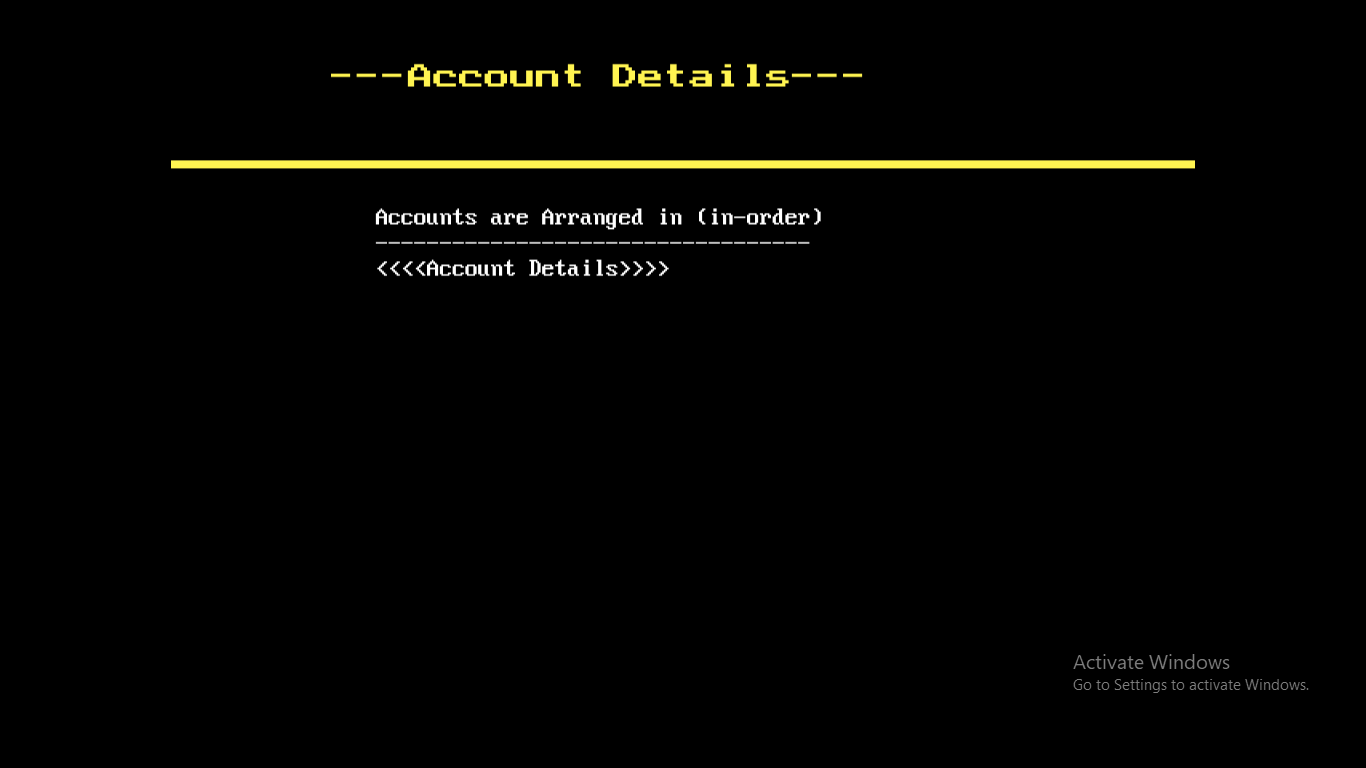 ---Account Details---
Accounts are Arranged in (in-order)
----------------------------------
<<<<Account Details>>>>
Activate Windows
Go to Settings to activate Windows.